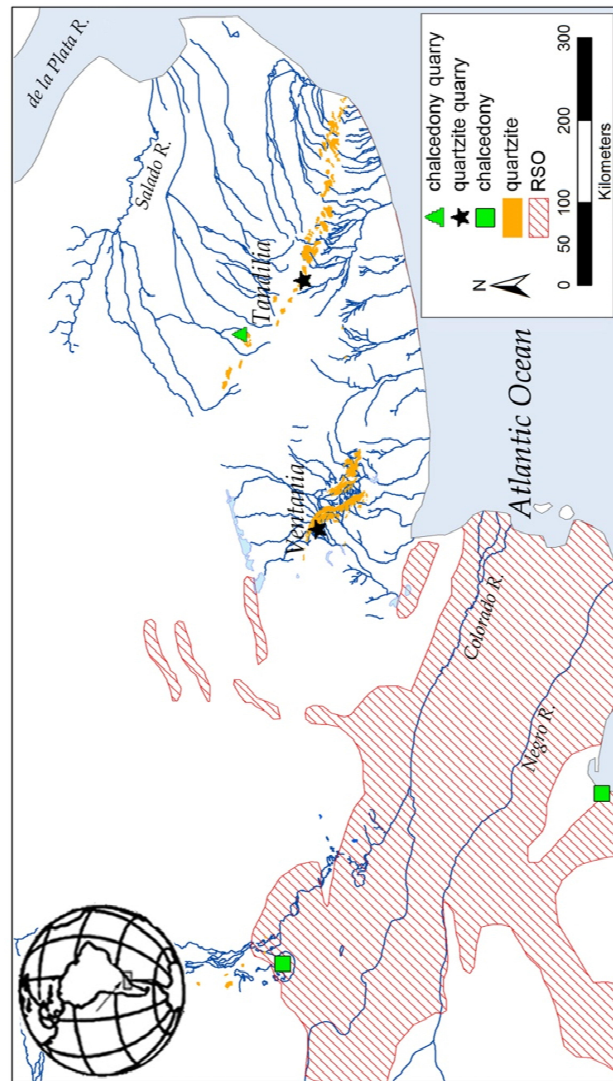 de la Plata R.
Salado R.
Tandilia
Ventania
Atlantic Ocean
Colorado R.
Negro R.
chalcedony quarry
quartzite quarry
chalcedony
quartzite
RSO
N
0 50 100 200 300
Kilometers